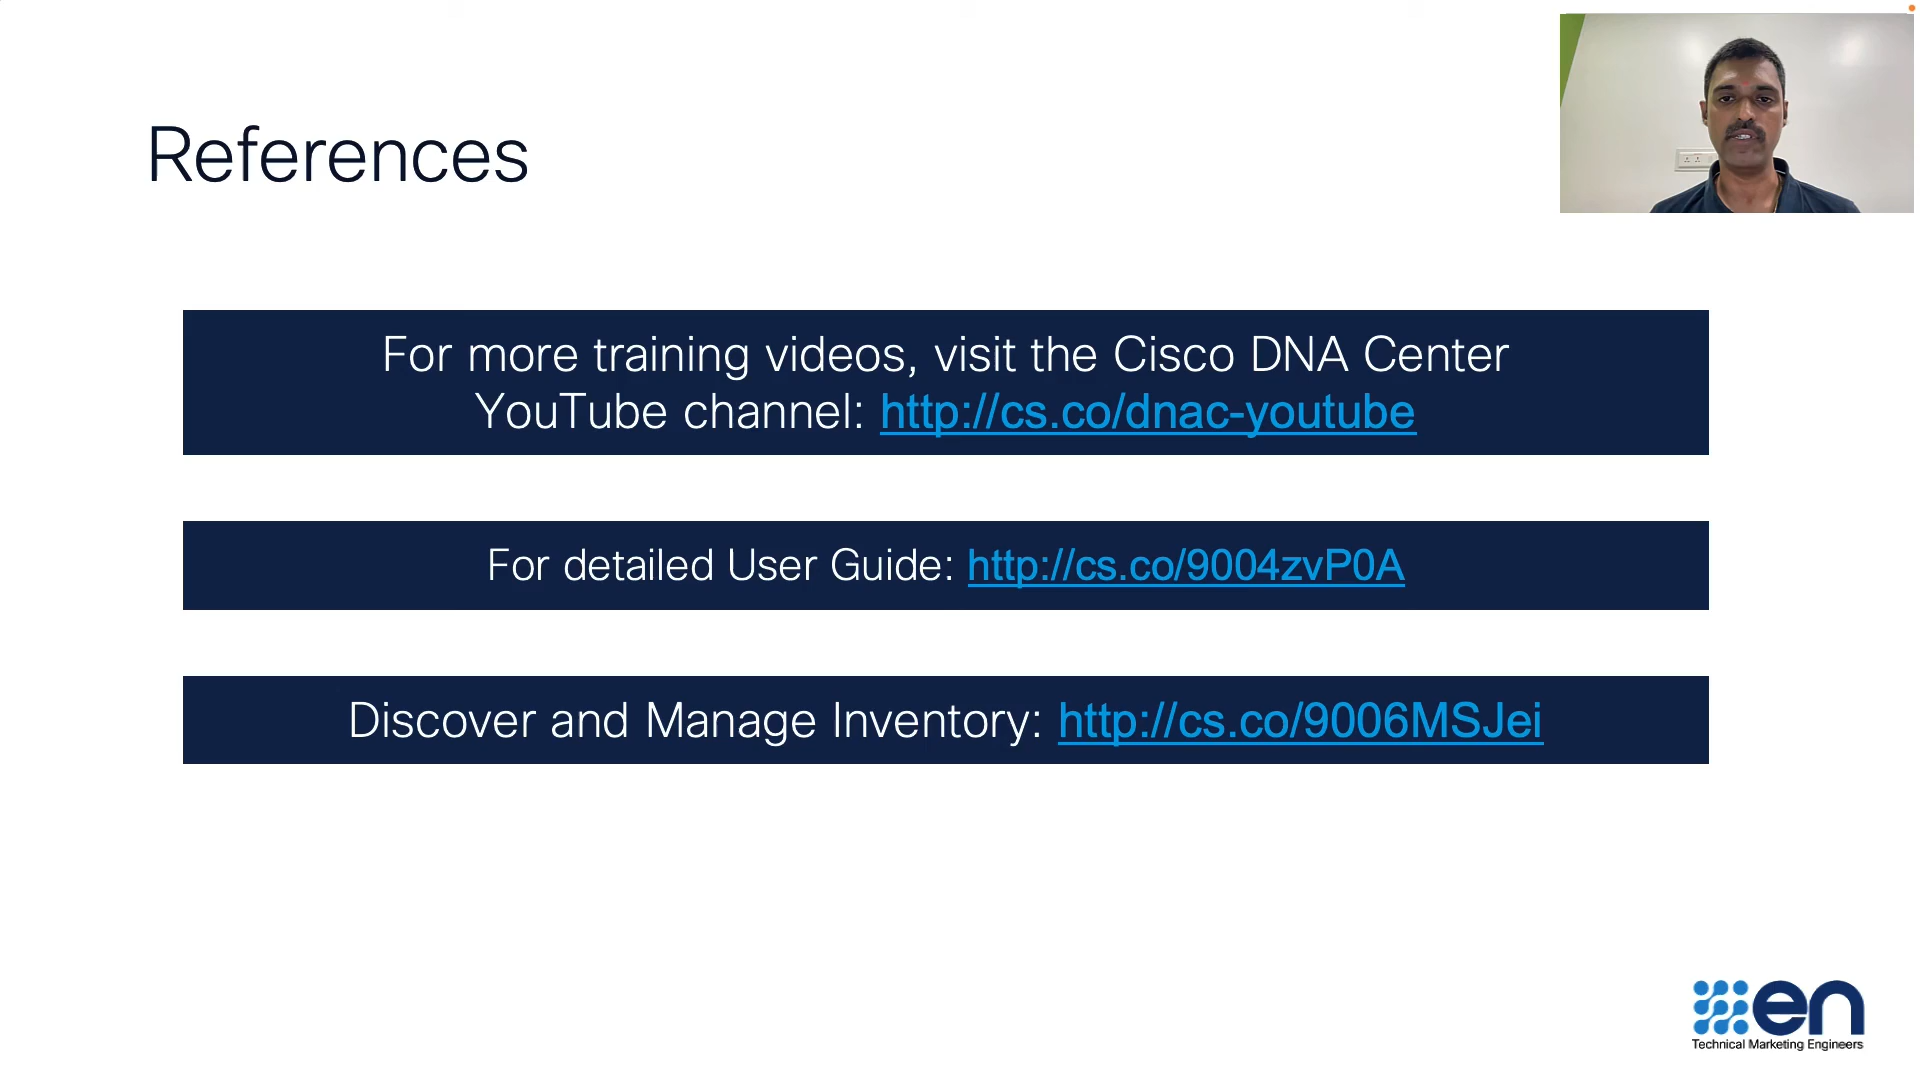 References
For more training videos, visit the Cisco DNA Center
YouTube channel: http://cs.co/dnac-youtube
For detailed User Guide: http://cs.co/9004zvP0A
Discover and Manage Inventory: http://cs.co/9006MSJei
en
Technical Marketing Engineers